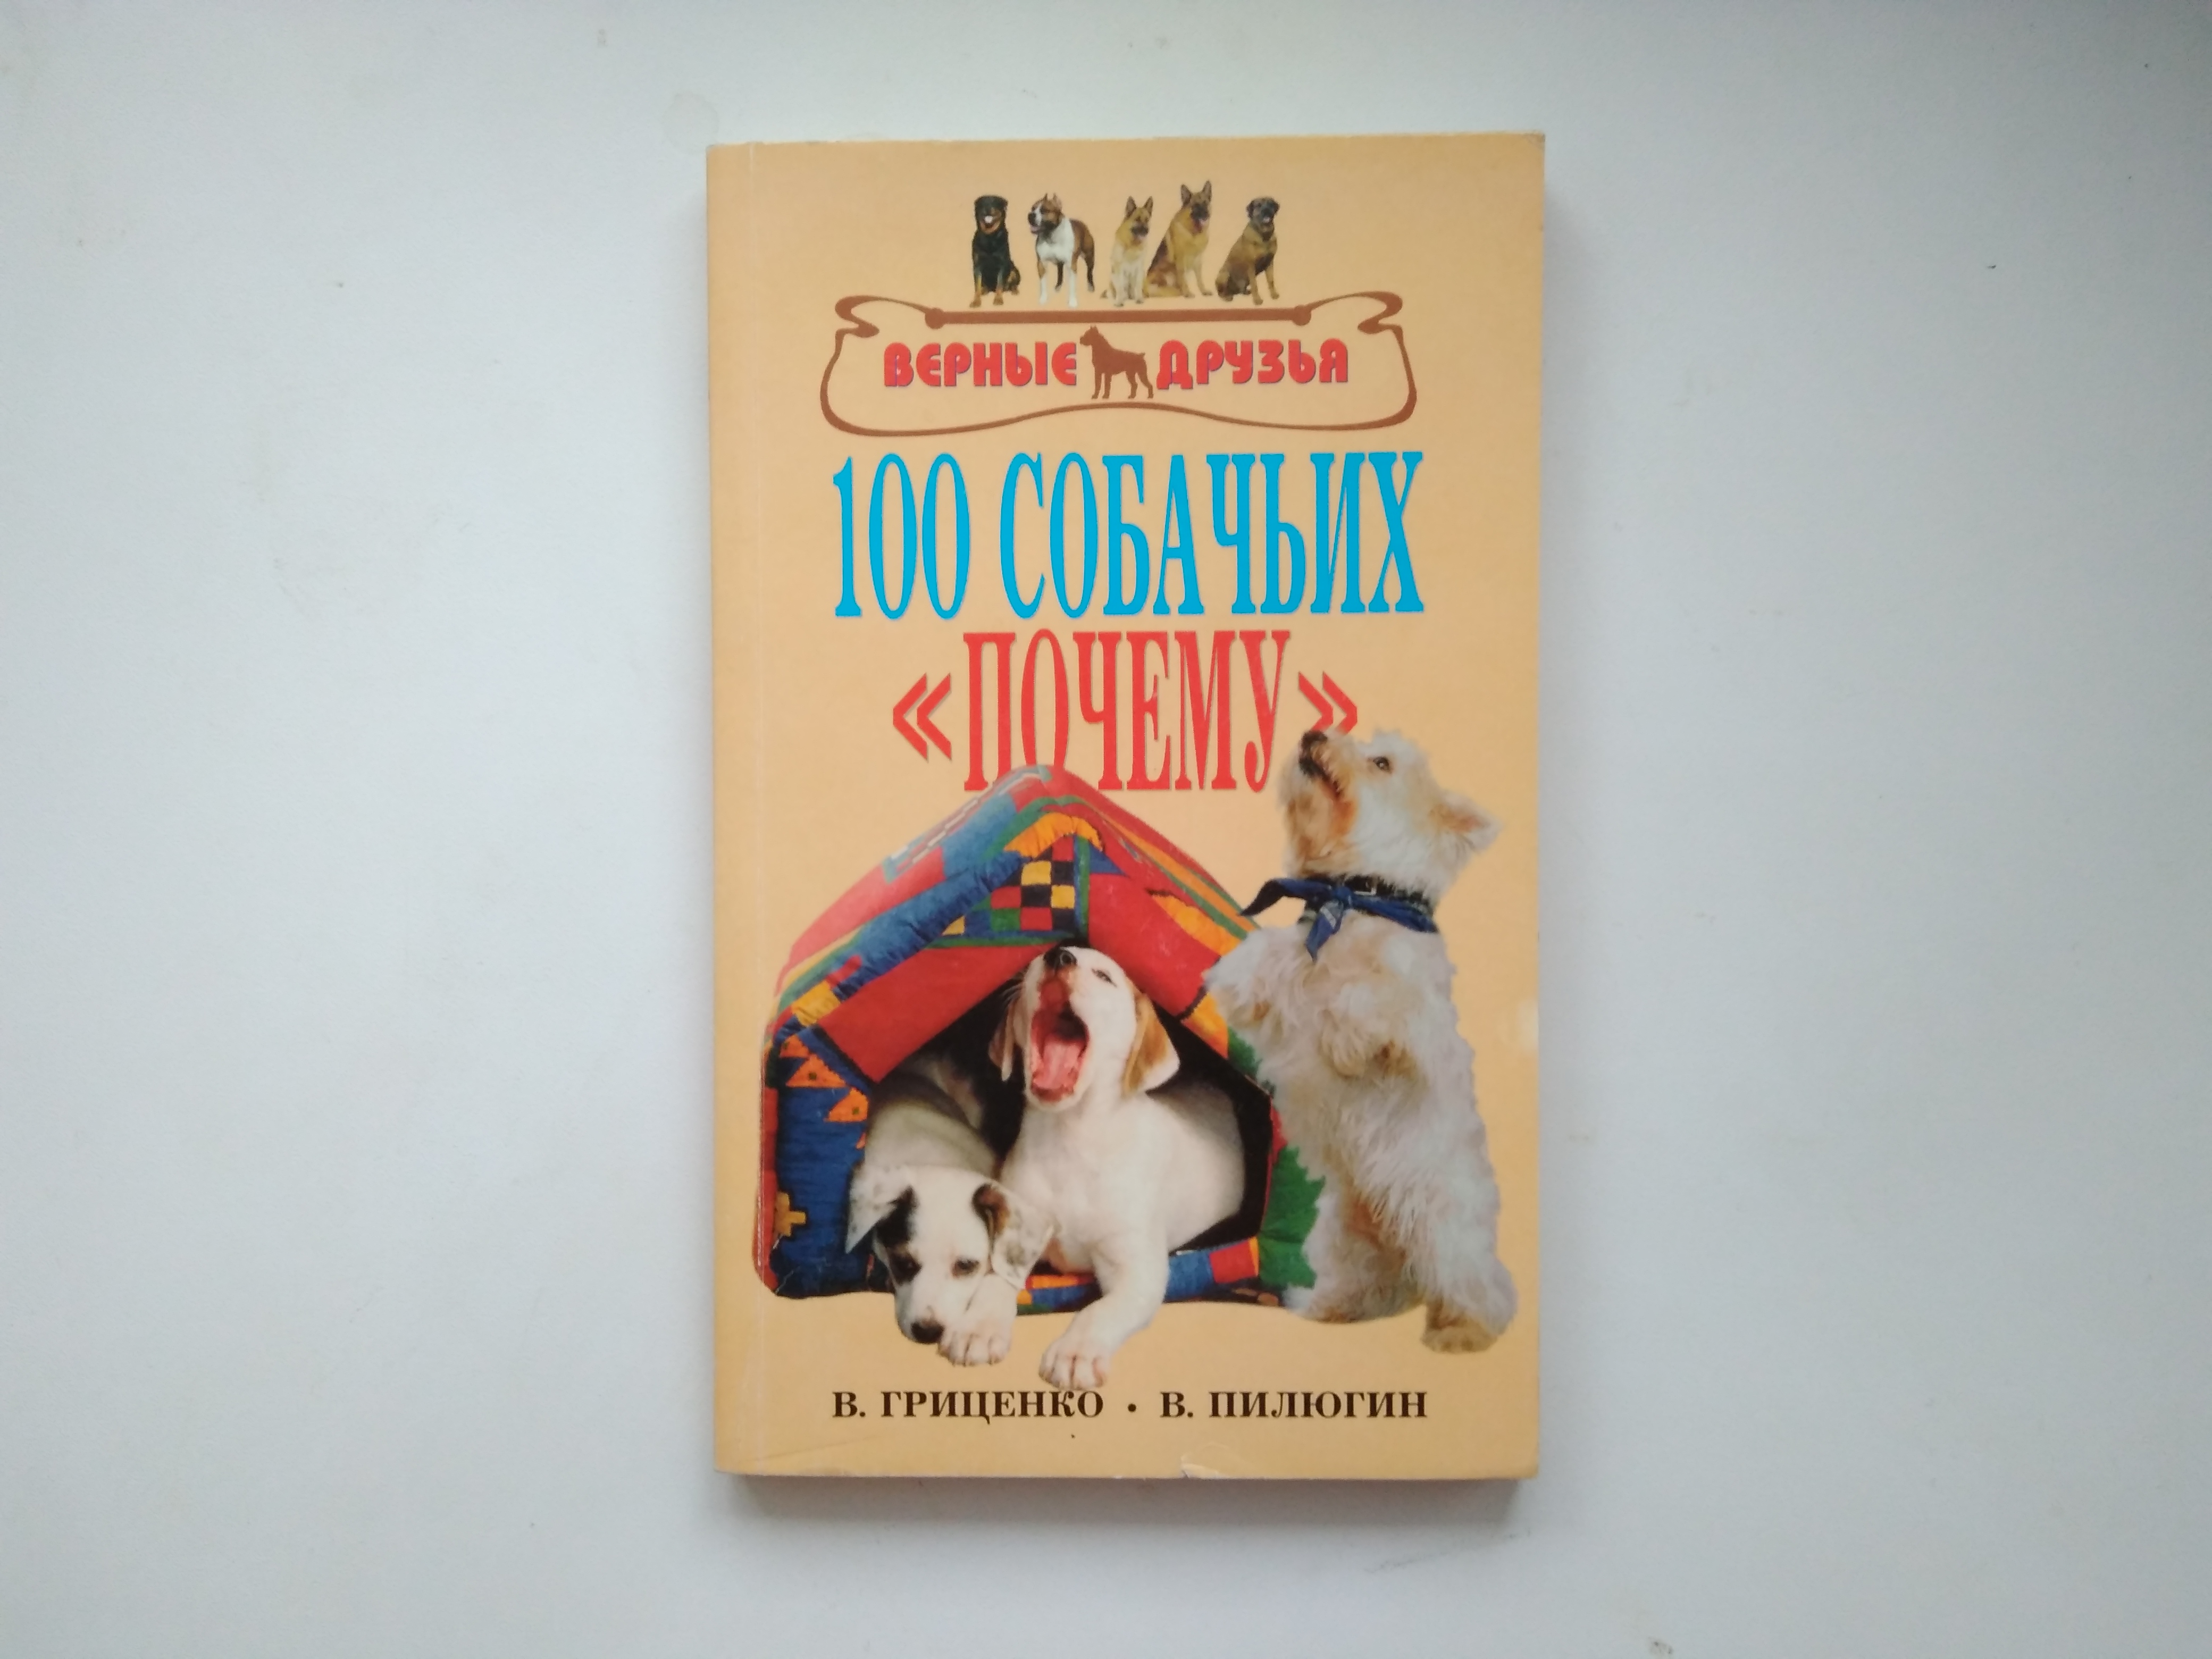 ВЕРНЫЕ ДРУЗЬЯ
100 СОБАЧЬИХ
«ПОЧЕМУ»
В. ГРИЦЕНКО • В. ПИЛЮГИН